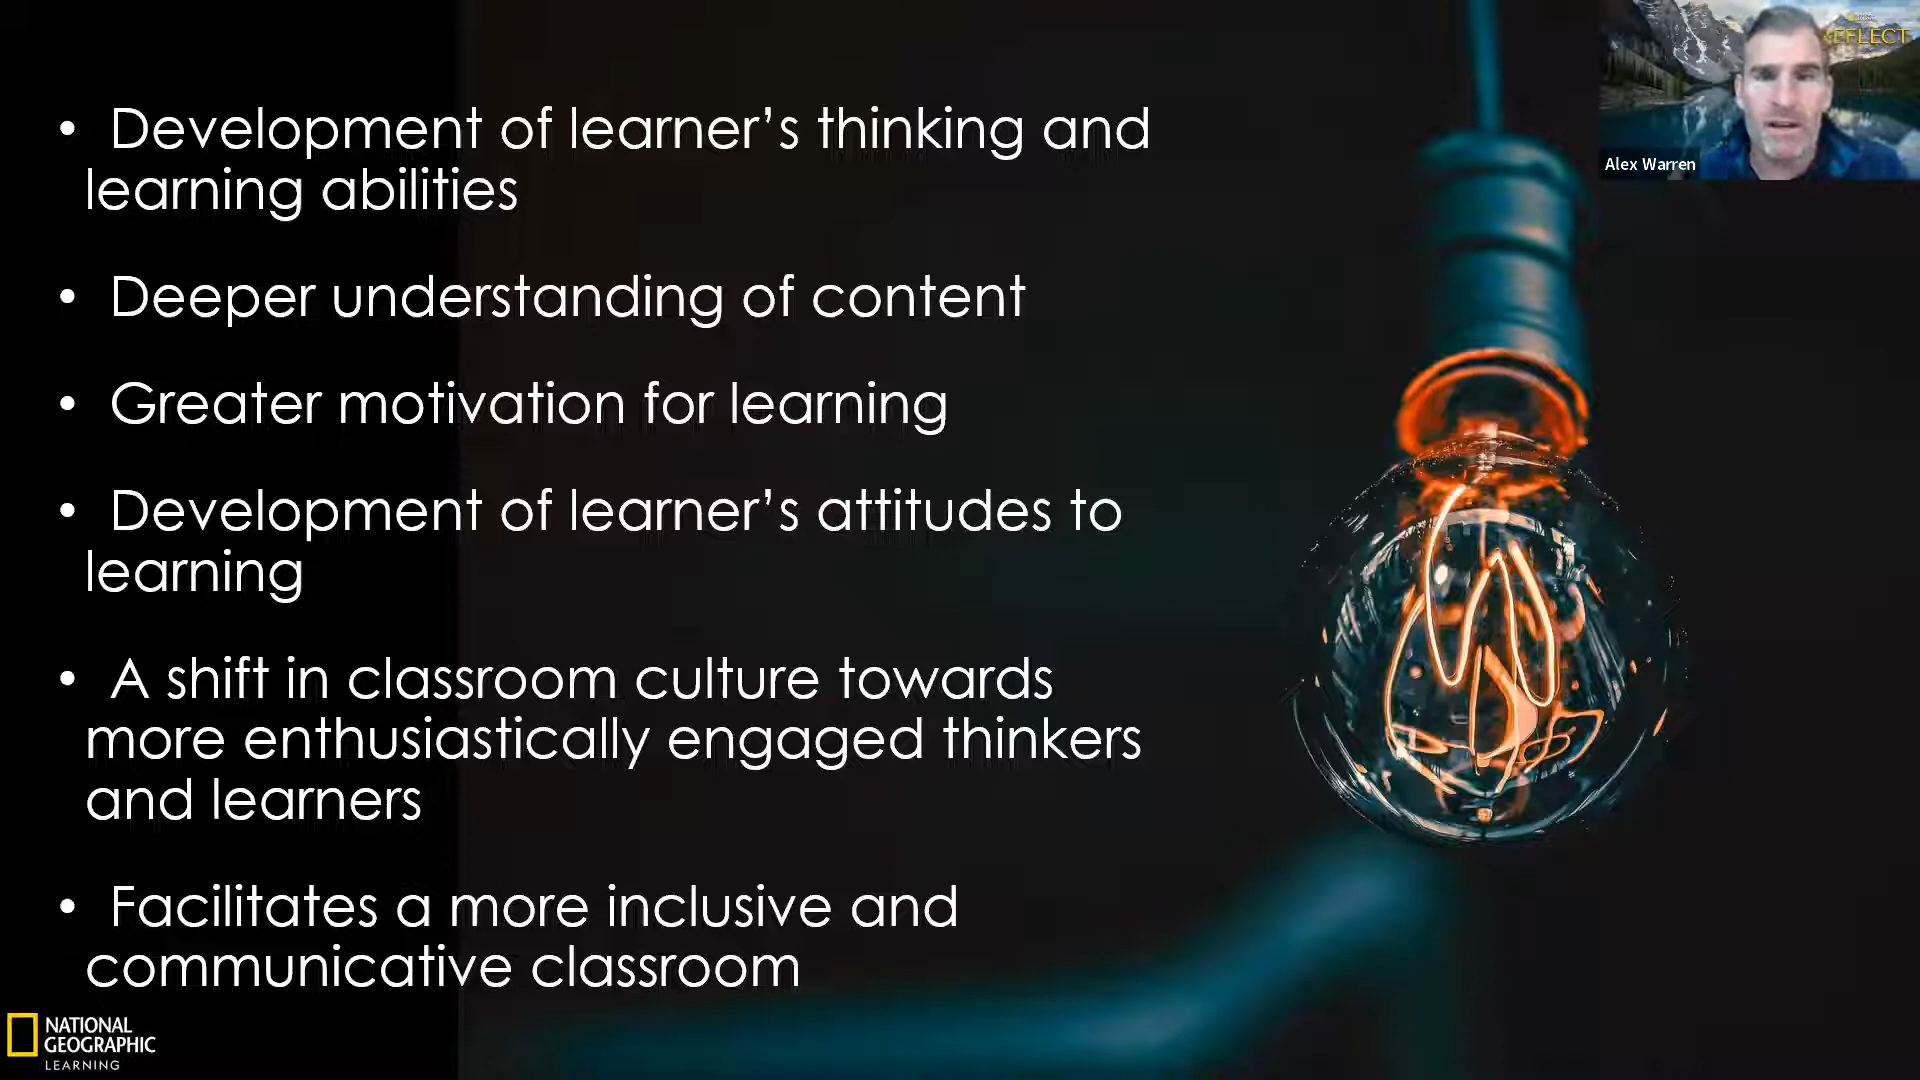 • Development of learner’s thinking and
learning abilities
• Deeper understanding of content
• Greater motivation for learning
• Development of learner’s attitudes to
learning
• A shift in classroom culture towards
more enthusiastically engaged thinkers
and learners
• Facilitates a more inclusive and
communicative classroom
NATIONAL
GEOGRAPHIC
LEARNING
Alex Warren